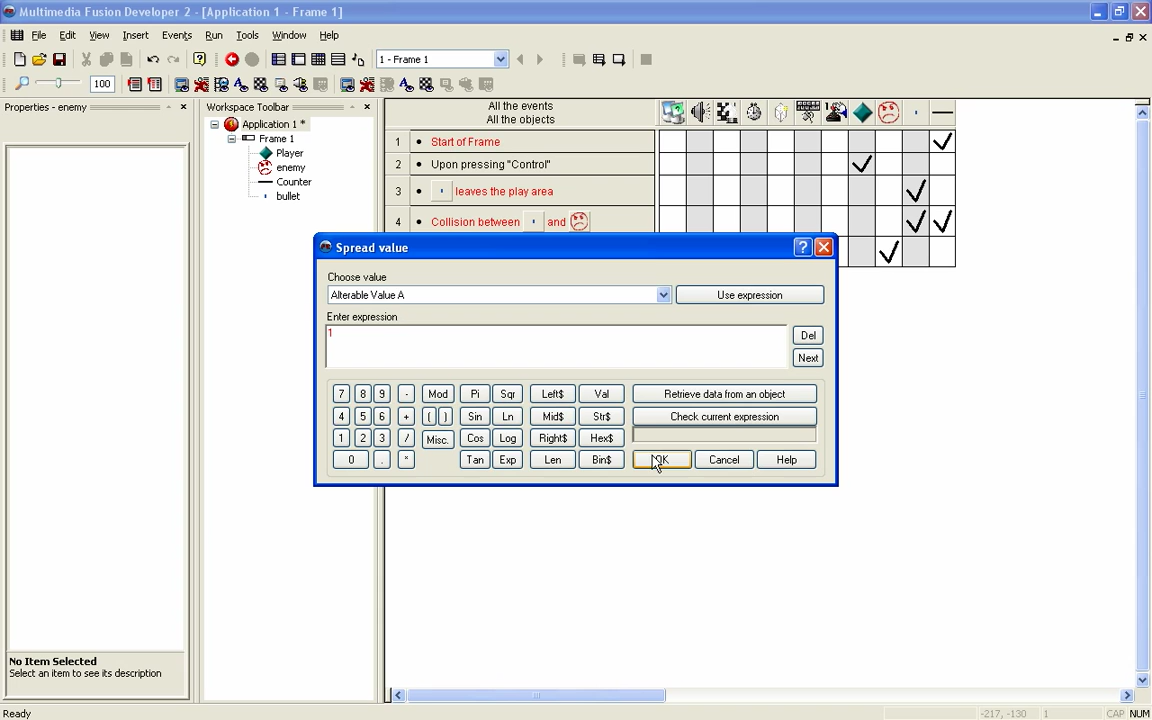 Multimedia Fusion Developer 2 - [Application 1 - Frame 1]
File Edit View Insert Events Run Tools Window Help
1 - Frame 1
100
Properties - enemy
Workspace Toolbar
Application 1 *
Frame 1
Player
enemy
Counter
bullet
All the events
All the objects
1 • Start of Frame
2 • Upon pressing "Control"
3 • leaves the play area
4 • Collision between and
Spread value
Choose value
Alterable Value A
Use expression
Enter expression
1
Del
Next
7 8 9 - Mod Pi Sqr Left$ Val Retrieve data from an object
4 5 6 + ( ) Sin Ln Mid$ Str$ Check current expression
1 2 3 / Misc. Cos Log Right$ Hex$
0 . * Tan Exp Len Bin$ OK Cancel Help
No Item Selected
Select an item to see its description
Ready
-217, -130 1 CAP NUM